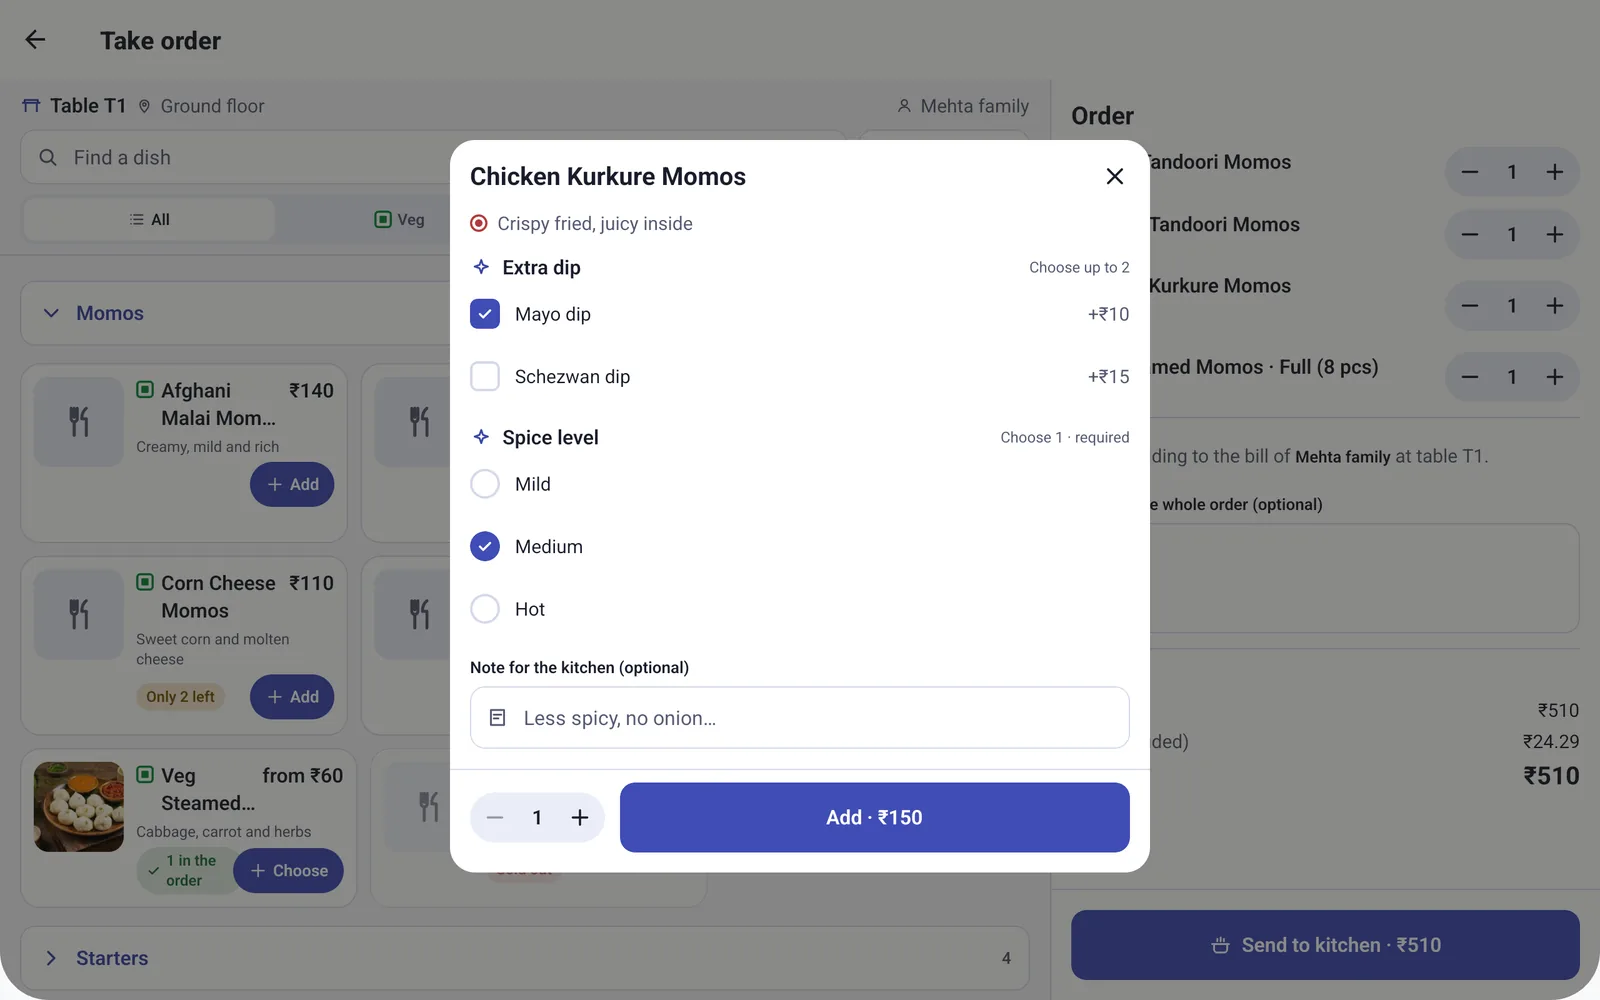 Take order
Table T1
Ground floor
Mehta family
Find a dish
All
Veg
Momos
Afghani
Malai Mom...
₹140
Creamy, mild and rich
+ Add
Corn Cheese
Momos
₹110
Sweet corn and molten
cheese
Only 2 left
+ Add
Veg
Steamed...
from ₹60
Cabbage, carrot and herbs
1 in the
order
+ Choose
Starters
4
Chicken Kurkure Momos
Crispy fried, juicy inside
Extra dip
Choose up to 2
Mayo dip
+₹10
Schezwan dip
+₹15
Spice level
Choose 1 · required
Mild
Medium
Hot
Note for the kitchen (optional)
Less spicy, no onion...
1
Add · ₹150
Order
Tandoori Momos
1
Tandoori Momos
1
Kurkure Momos
1
Momos · Full (8 pcs)
1
to the bill of Mehta family at table T1.
whole order (optional)
₹510
₹24.29
₹510
Send to kitchen · ₹510